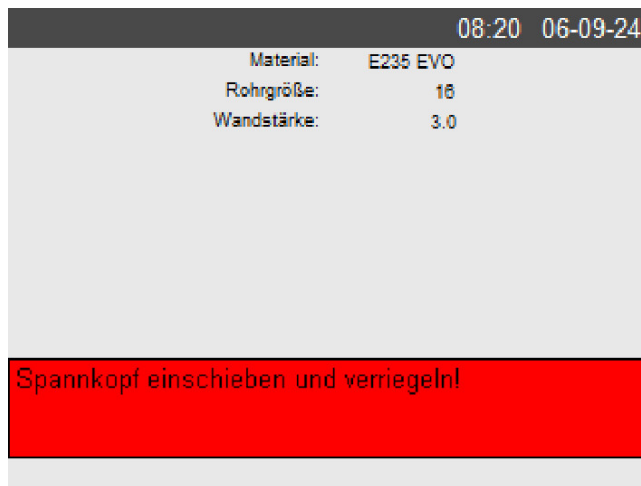 08:20 06-09-24
Material: E235 EVO
Rohrgröße: 16
Wandstärke: 3.0
Spannkopf einschieben und verriegeln!